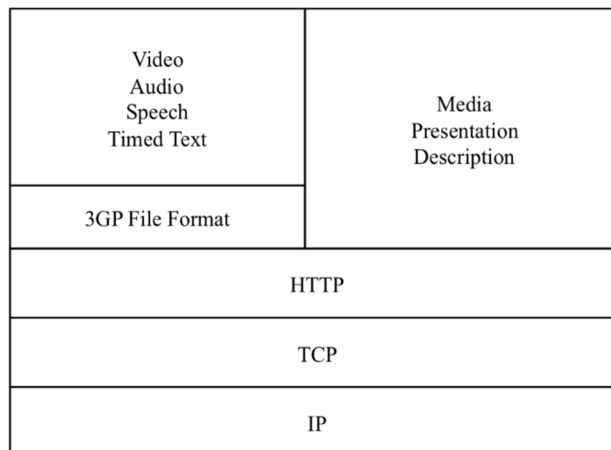 Video
Audio
Speech
Timed Text
3GP File Format
Media
Presentation
Description
HTTP
TCP
IP